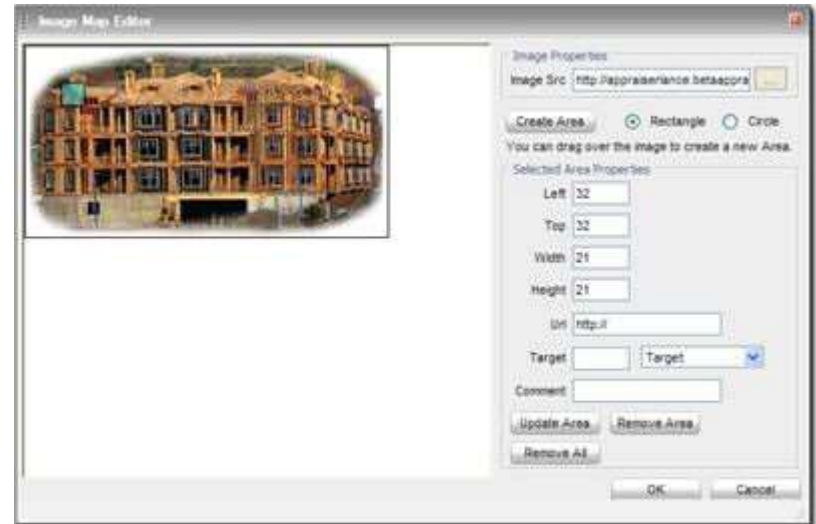 Image Map Editor
Image Properties
Image Src http://appraiserlance.betaappra ...
Create Area Rectangle Circle
You can drag over the image to create a new Area.
Selected Area Properties
Left 32
Top 32
Width 21
Height 21
Url http://
Target Target
Comment
Update Area Remove Area
Remove All
OK Cancel